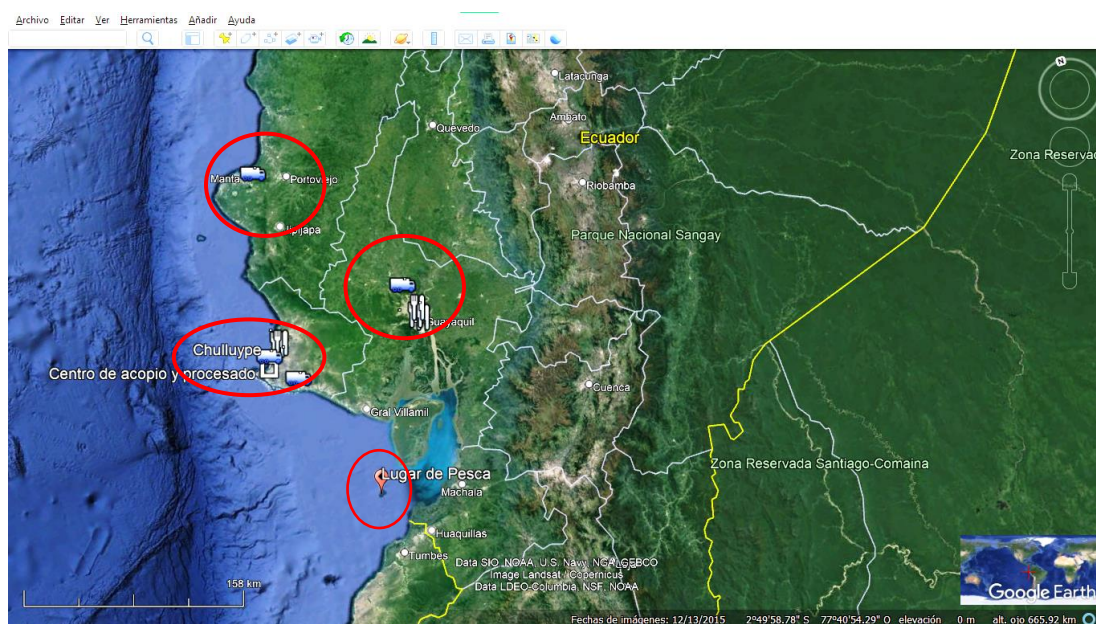 Archivo Editar Ver Herramientas Añadir Ayuda
Latacunga
Ambato
Quevedo
Ecuador
Zona Reservad
Manta
Portoviejo
Riobamba
Jipijapa
Parque Nacional Sangay
Guayaquil
Chulluype
Centro de acopio y procesado
Cuenca
Gral Villamil
Zona Reservada Santiago-Comaina
Lugar de Pesca
Machala
Huaquillas
Tumbes
Data SIO, NOAA, U.S. Navy, NGA, GEBCO
Image Landsat / Copernicus
Data LDEO-Columbia, NSF, NOAA
158 km
Google Earth
Fechas de imágenes: 12/13/2015 2°49'58.78" S 77°40'54.29" O elevación 0 m alt. ojo 665.92 km
N